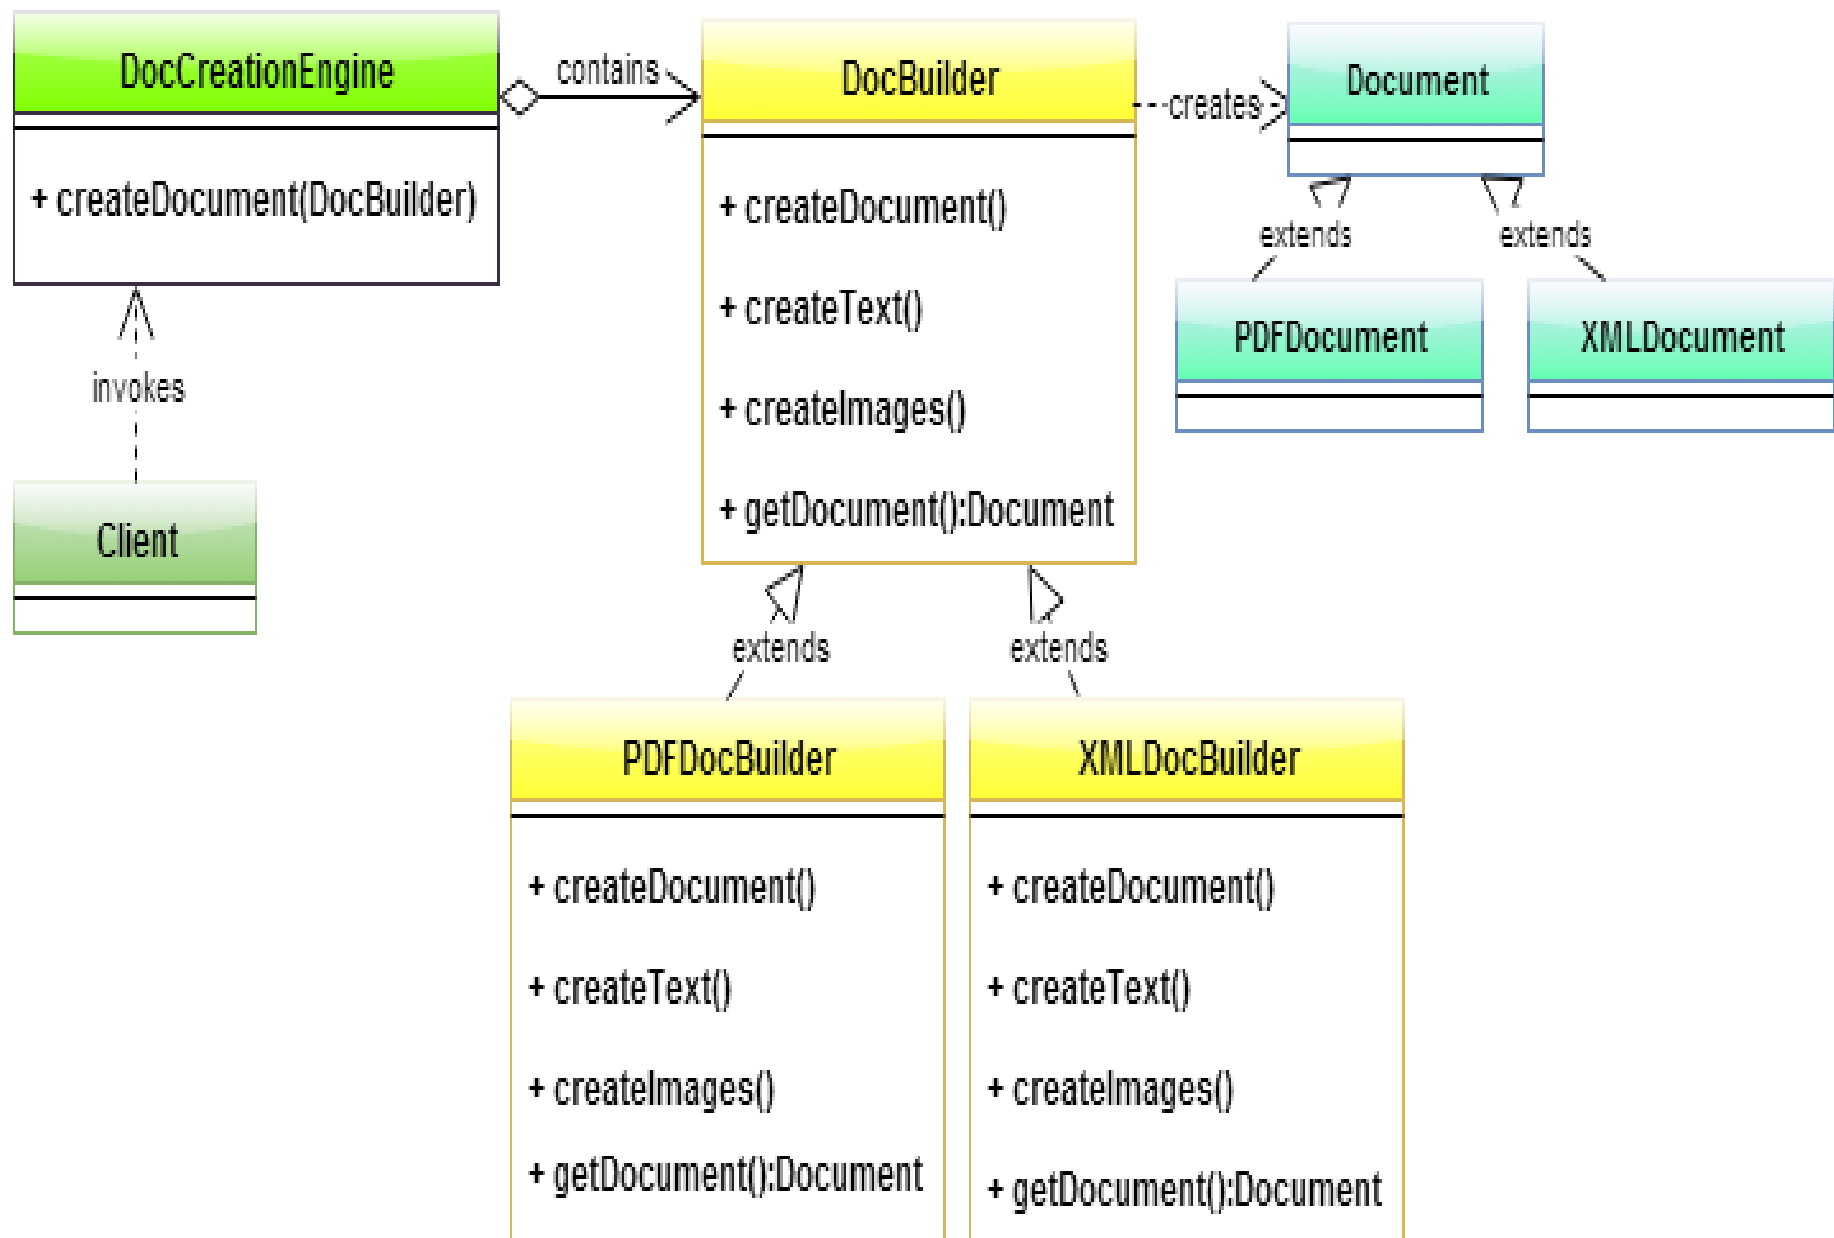 DocCreationEngine
+ createDocument(DocBuilder)
contains
DocBuilder
+ createDocument()
+ createText()
+ createImages()
+ getDocument():Document
creates
Document
extends
extends
PDFDocument
XMLDocument
invokes
Client
extends
extends
PDFDocBuilder
+ createDocument()
+ createText()
+ createImages()
+ getDocument():Document
XMLDocBuilder
+ createDocument()
+ createText()
+ createImages()
+ getDocument():Document